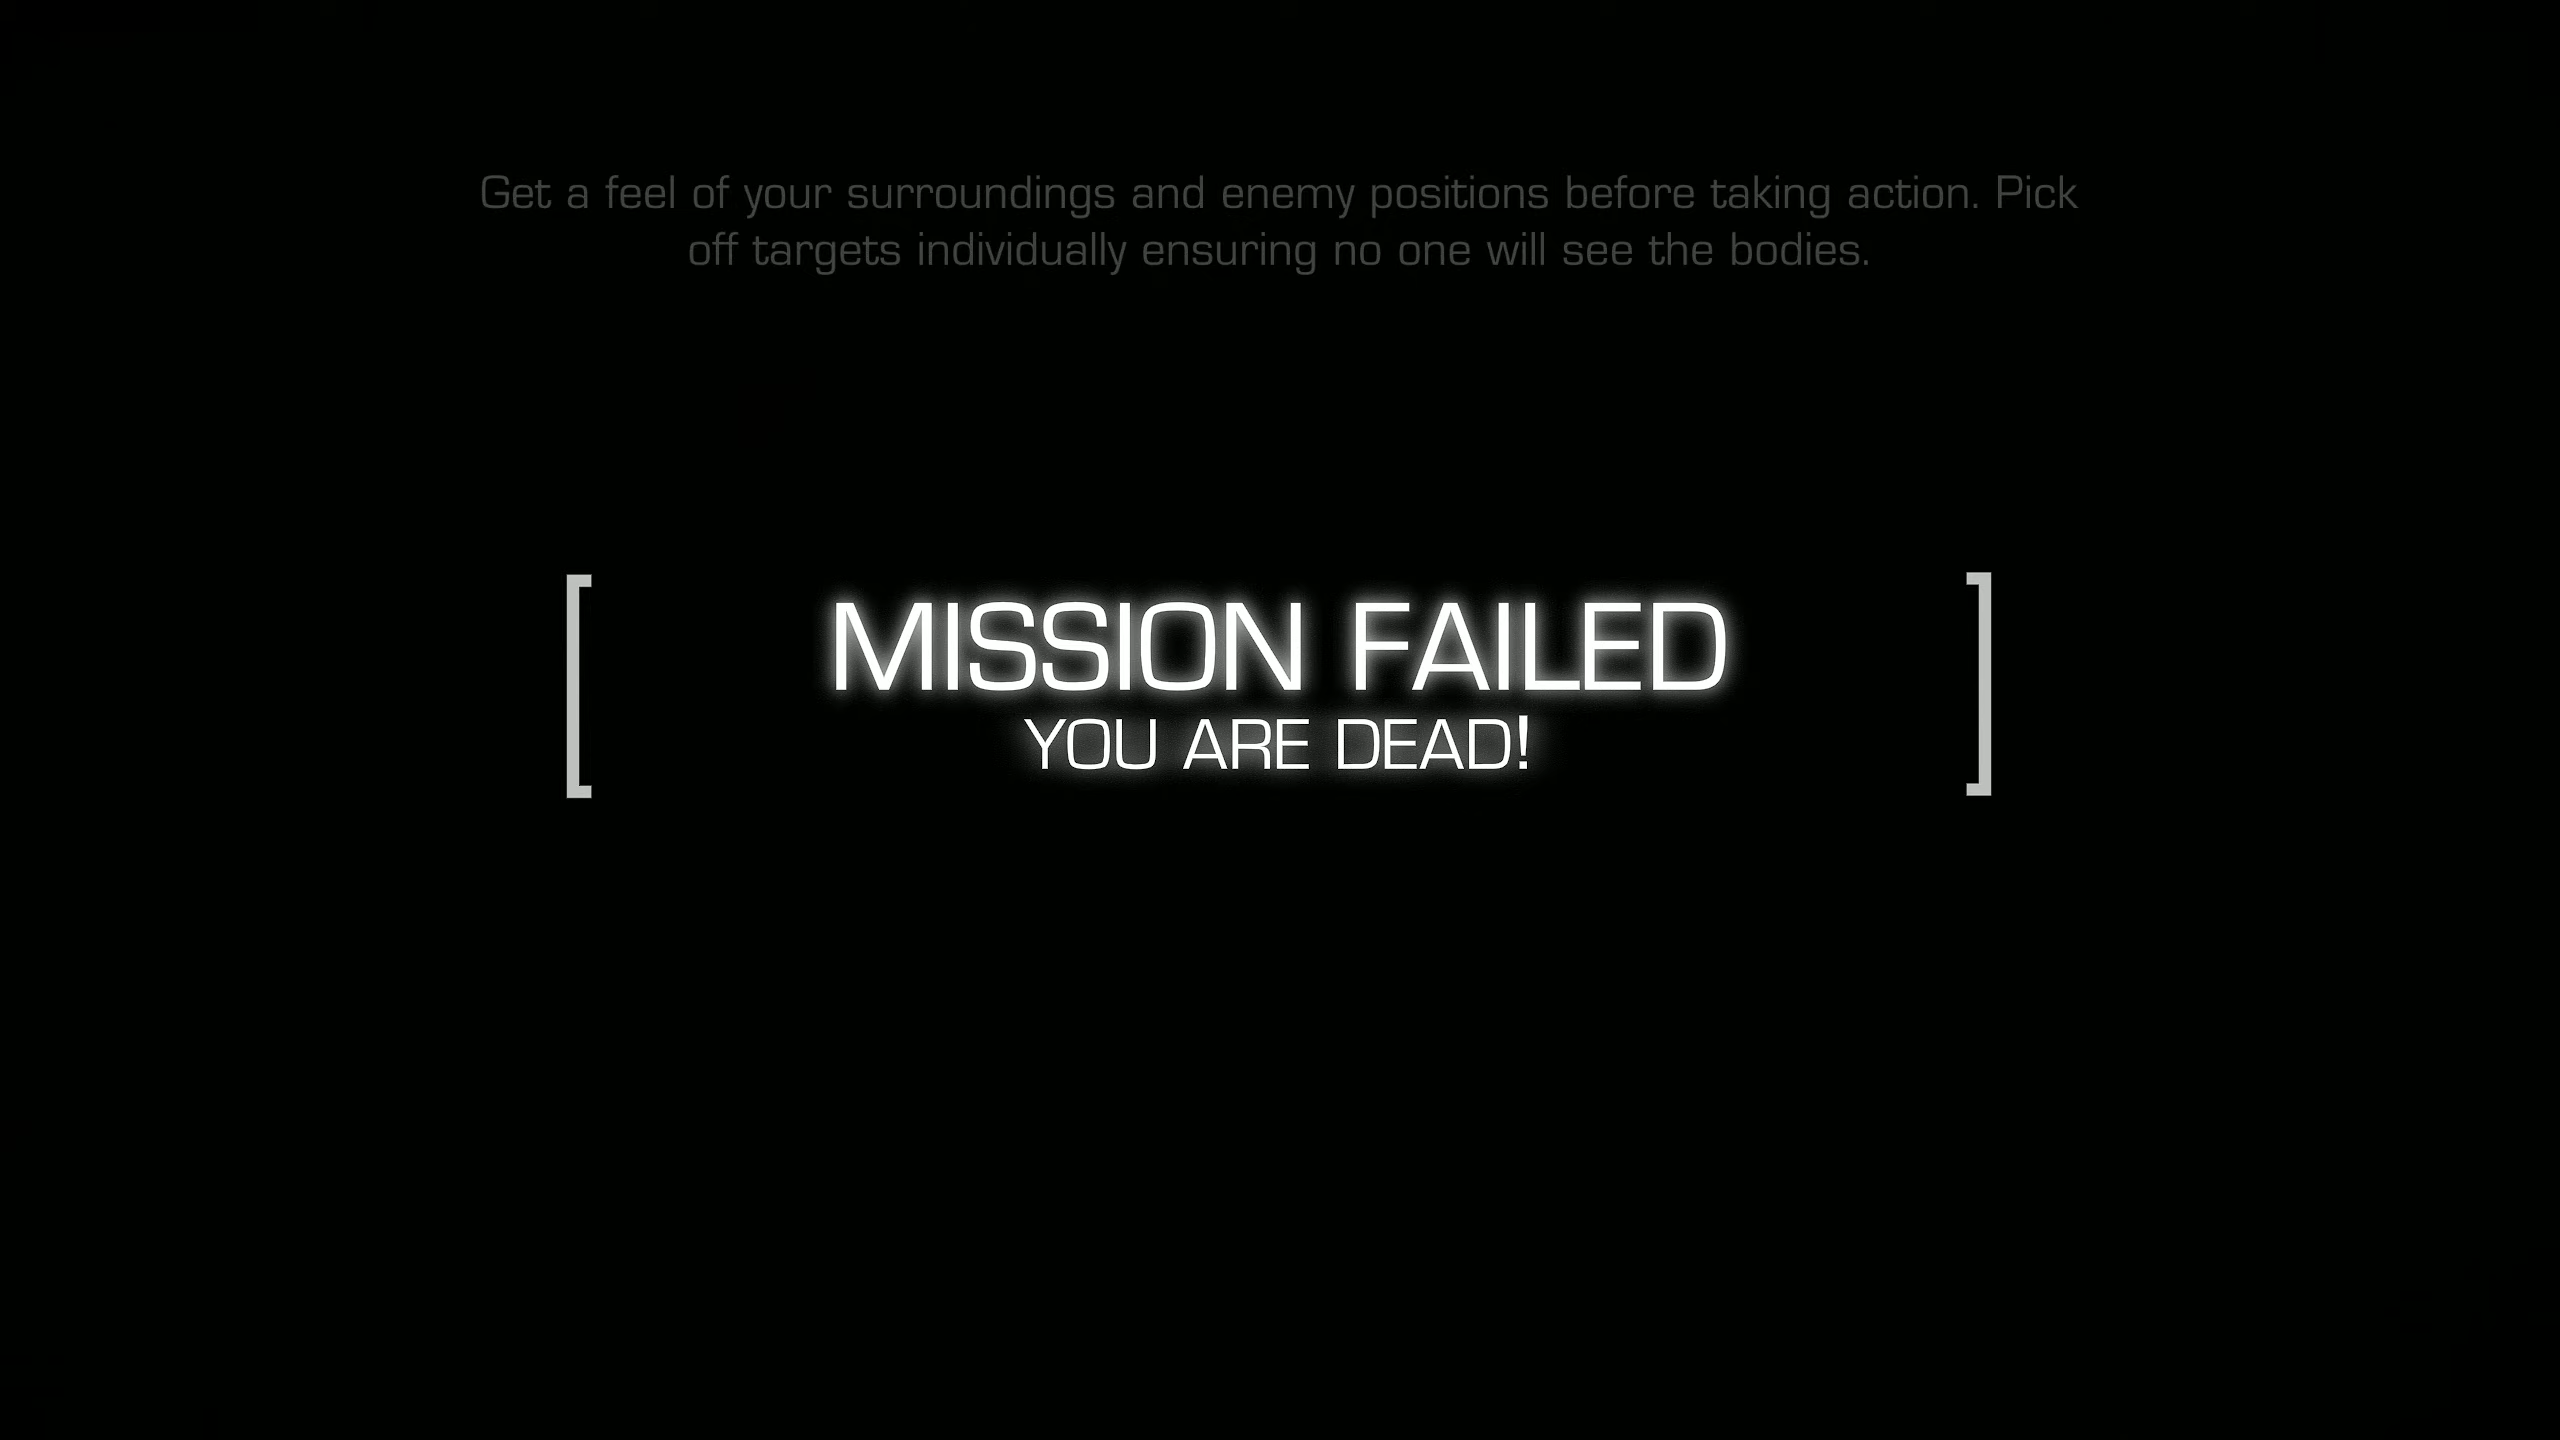 Get a feel of your surroundings and enemy positions before taking action. Pick
off targets individually ensuring no one will see the bodies.
MISSION FAILED
YOU ARE DEAD!